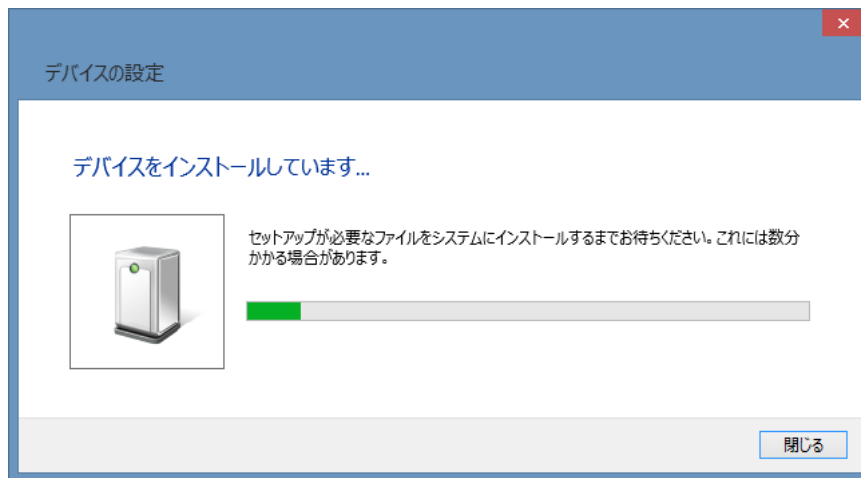 デバイスの設定
デバイスをインストールしています...
セットアップが必要なファイルをシステムにインストールするまでお待ちください。これには数分
かかる場合があります。
閉じる